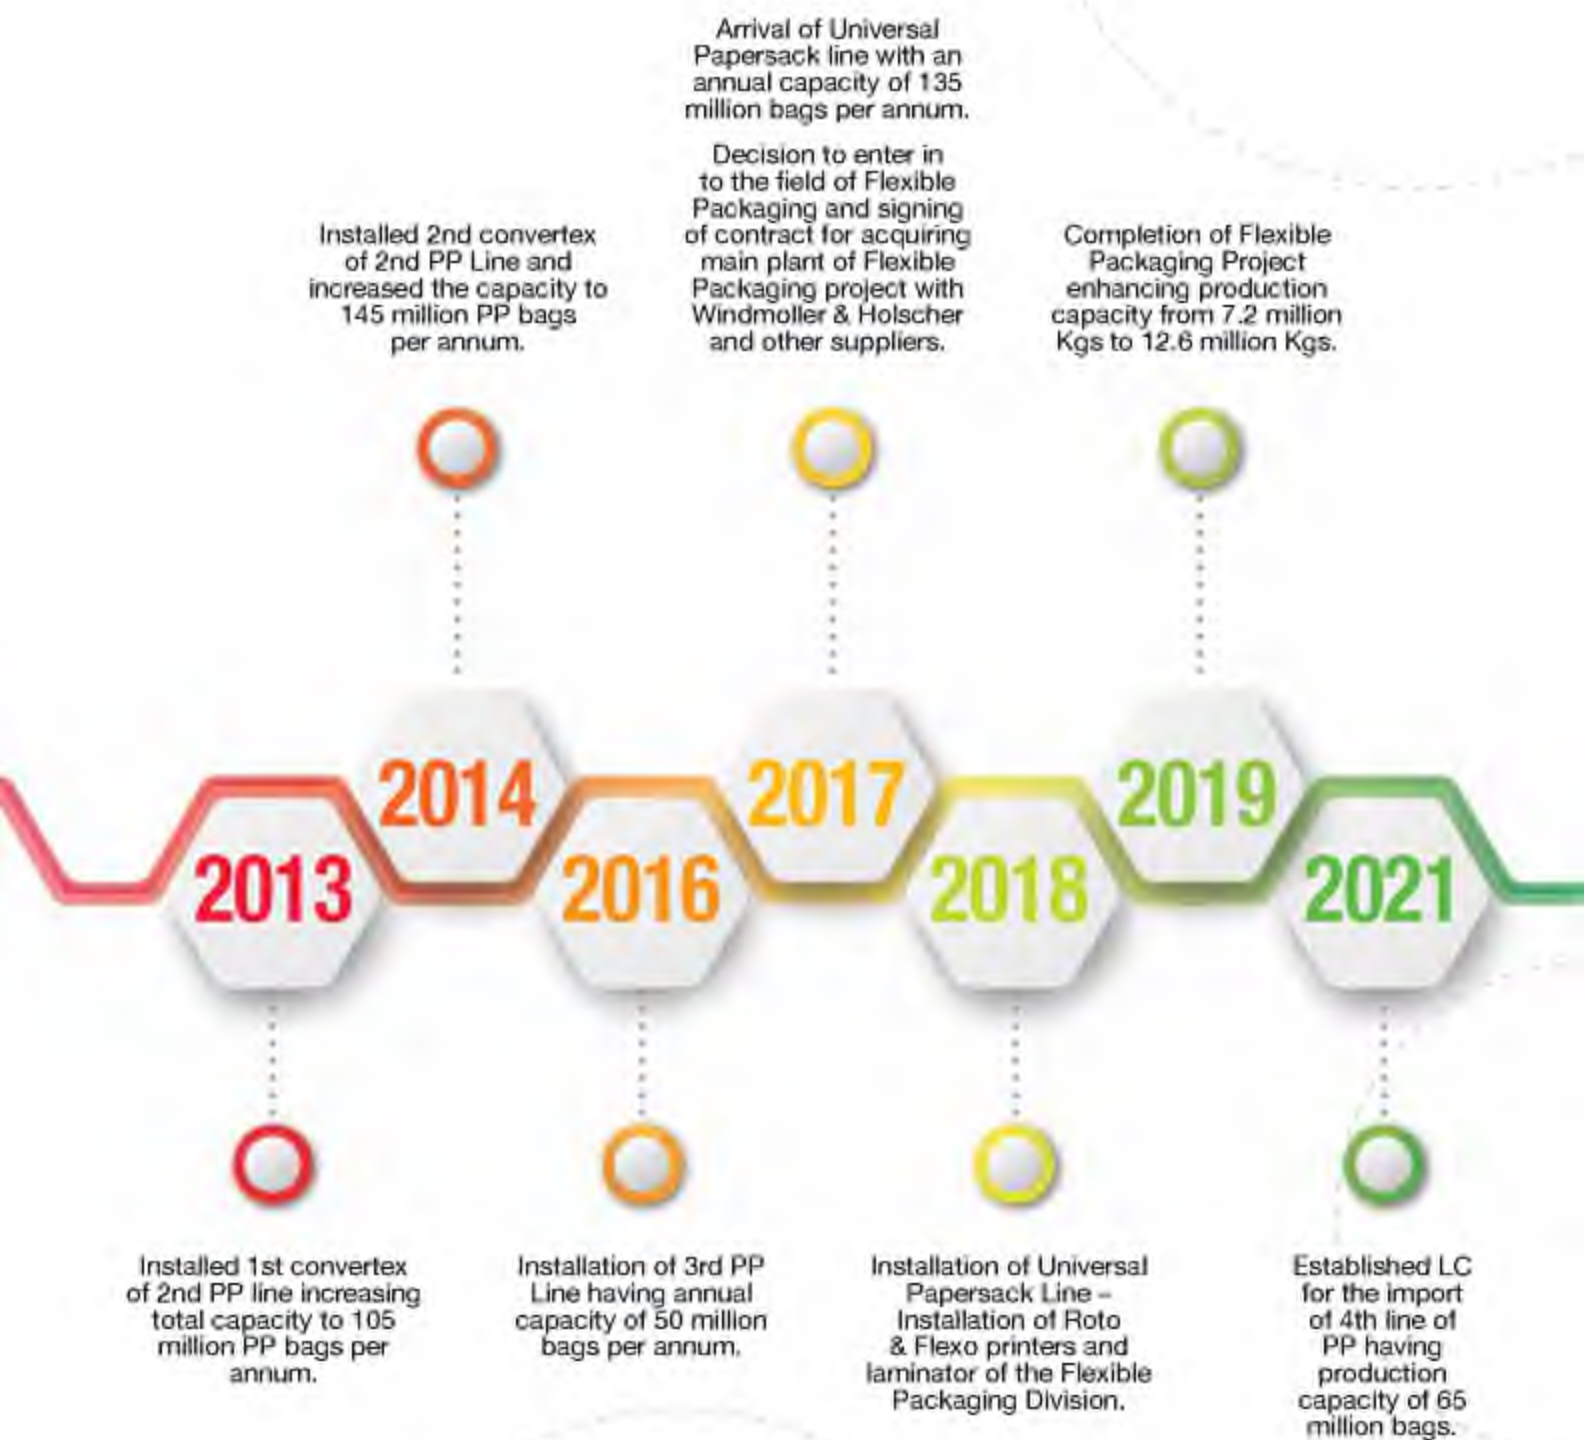 Arrival of Universal
Papersack line with an
annual capacity of 135
million bags per annum.
Decision to enter in
to the field of Flexible
Packaging and signing
of contract for acquiring
main plant of Flexible
Packaging project with
Windmoller & Holscher
and other suppliers.
Installed 2nd convertex
of 2nd PP Line and
increased the capacity to
145 million PP bags
per annum.
Completion of Flexible
Packaging Project
enhancing production
capacity from 7.2 million
Kgs to 12.6 million Kgs.
2014
2017
2019
2013
2016
2018
2021
Installed 1st convertex
of 2nd PP line increasing
total capacity to 105
million PP bags per
annum.
Installation of 3rd PP
Line having annual
capacity of 50 million
bags per annum.
Installation of Universal
Papersack Line –
Installation of Roto
& Flexo printers and
laminator of the Flexible
Packaging Division.
Established LC
for the import
of 4th line of
PP having
production
capacity of 65
million bags.